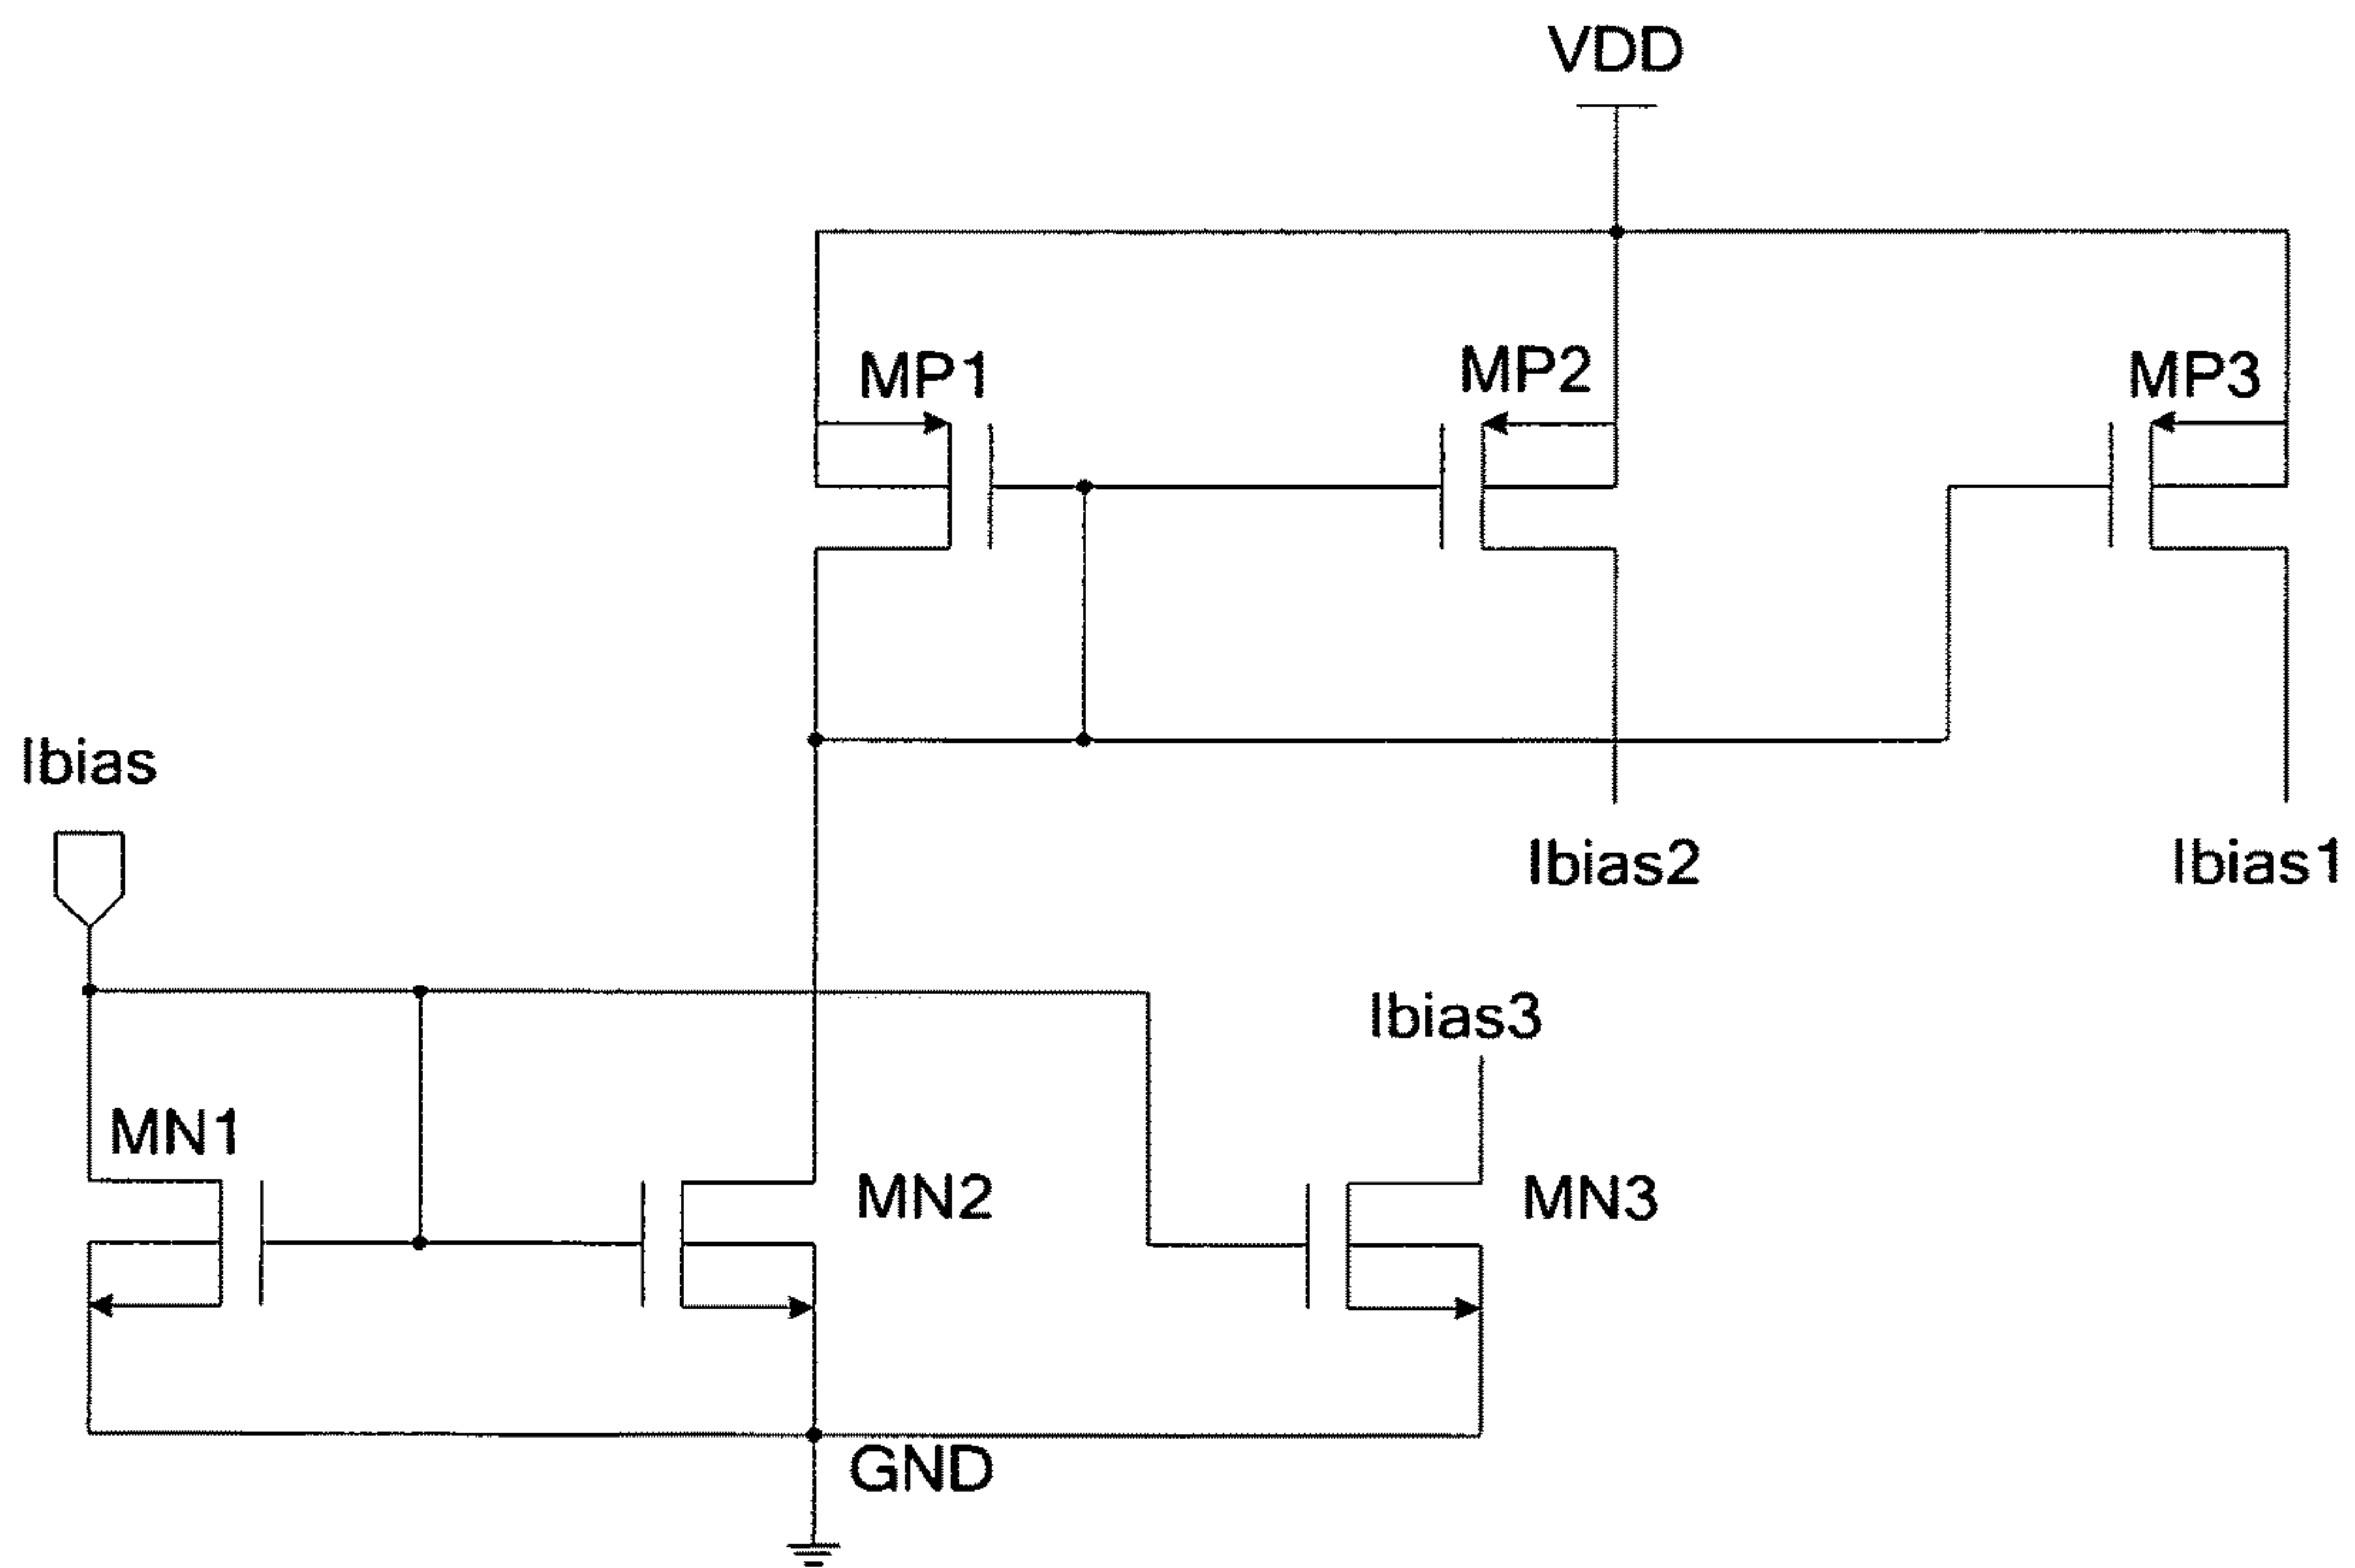 VDD
MP1
MP2
MP3
Ibias
Ibias2
Ibias1
Ibias3
MN1
MN2
MN3
GND